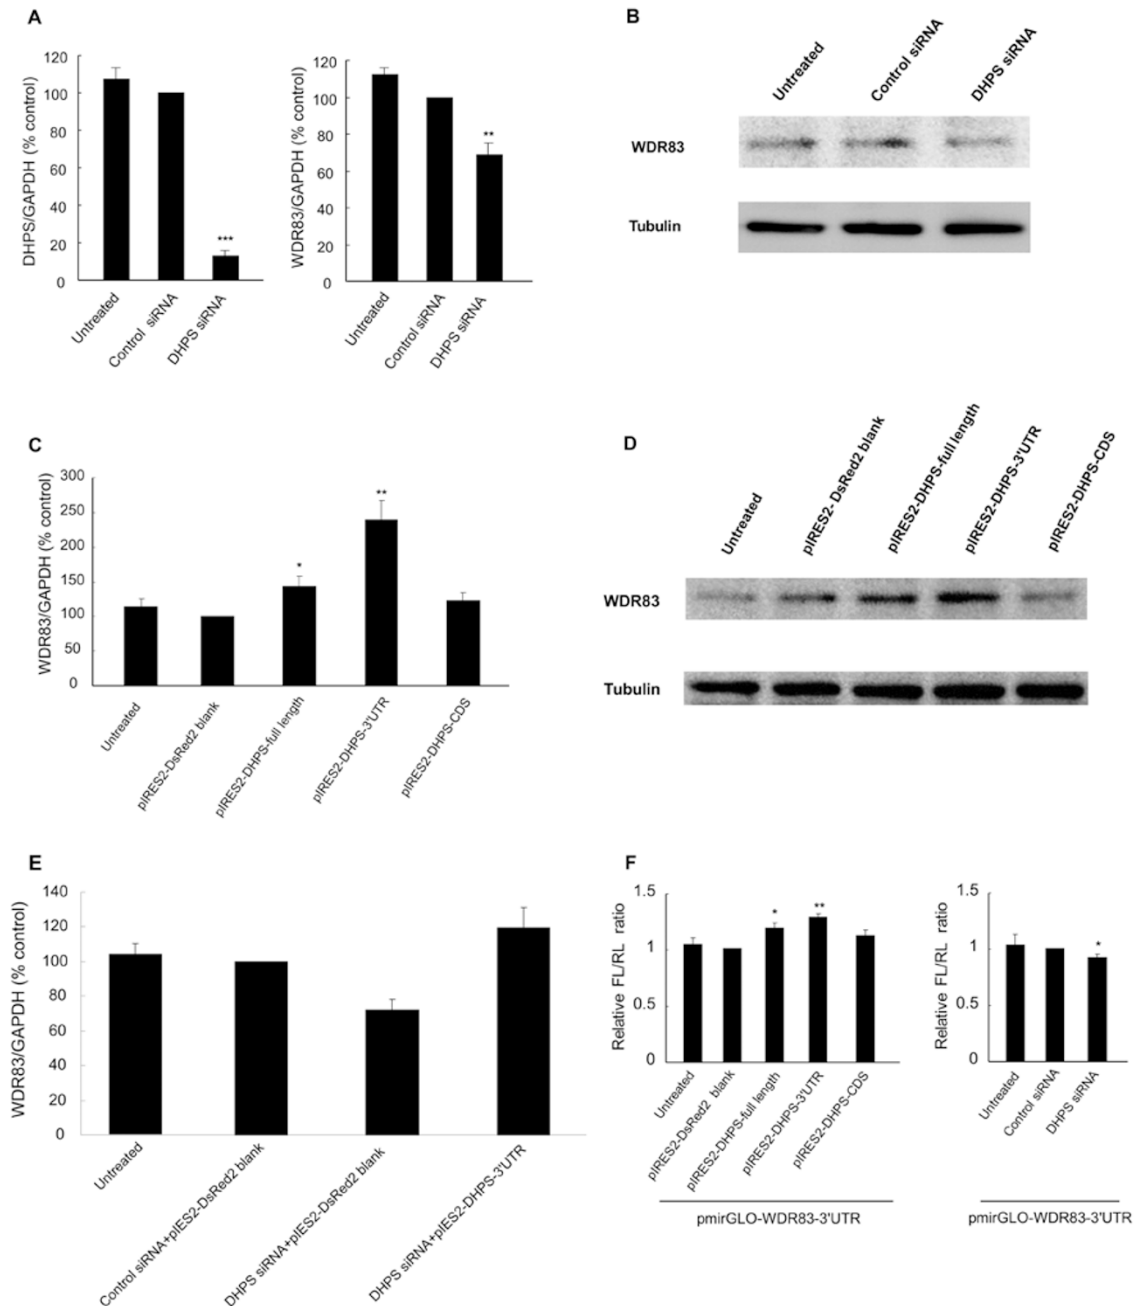 A
DHPS/GAPDH (% control)
120
100
80
60
40
20
0
***
Untreated
Control siRNA
DHPS siRNA
WDR83/GAPDH (% control)
120
100
80
60
40
20
0
**
Untreated
Control siRNA
DHPS siRNA
B
Untreated
Control siRNA
DHPS siRNA
WDR83
Tubulin
C
WDR83/GAPDH (% control)
300
250
200
150
100
50
0
*
**
Untreated
pIRES2-DsRed2 blank
pIRES2-DHPS-full length
pIRES2-DHPS-3'UTR
pIRES2-DHPS-CDS
D
Untreated
pIRES2- DsRed2 blank
pIRES2-DHPS-full length
pIRES2-DHPS-3'UTR
pIRES2-DHPS-CDS
WDR83
Tubulin
E
WDR83/GAPDH (% control)
140
120
100
80
60
40
20
0
Untreated
Control siRNA+pIES2-DsRed2 blank
DHPS siRNA+pIES2-DsRed2 blank
DHPS siRNA+pIES2-DHPS-3'UTR
F
Relative FL/RL ratio
1.5
1
0.5
0
*
**
Untreated
pIRES2-DsRed2 blank
pIRES2-DHPS-full length
pIRES2-DHPS-3'UTR
pIRES2-DHPS-CDS
pmirGLO-WDR83-3'UTR
Relative FL/RL ratio
1.5
1
0.5
0
*
Untreated
Control siRNA
DHPS siRNA
pmirGLO-WDR83-3'UTR